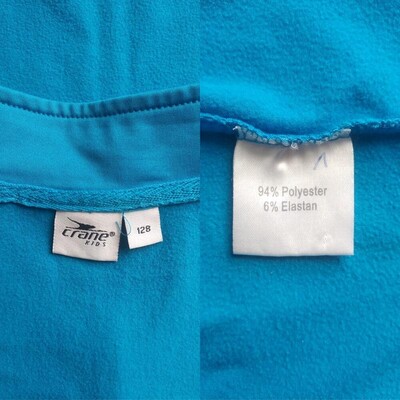 crane®
KIDS
128
1
94% Polyester
6% Elastan